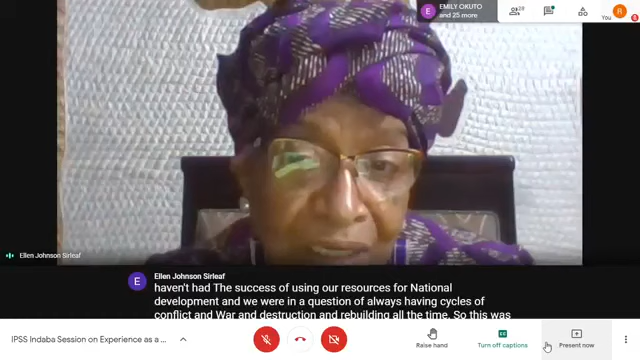 EMILY OKUTO
and 25 more
28
You
E
R
Ellen Johnson Sirleaf
E
Ellen Johnson Sirleaf
haven't had The success of using our resources for National
development and we were in a question of always having cycles of
conflict and War and destruction and rebuilding all the time. So this was
IPSS Indaba Session on Experience as a ...
Raise hand
Turn off captions
Present now